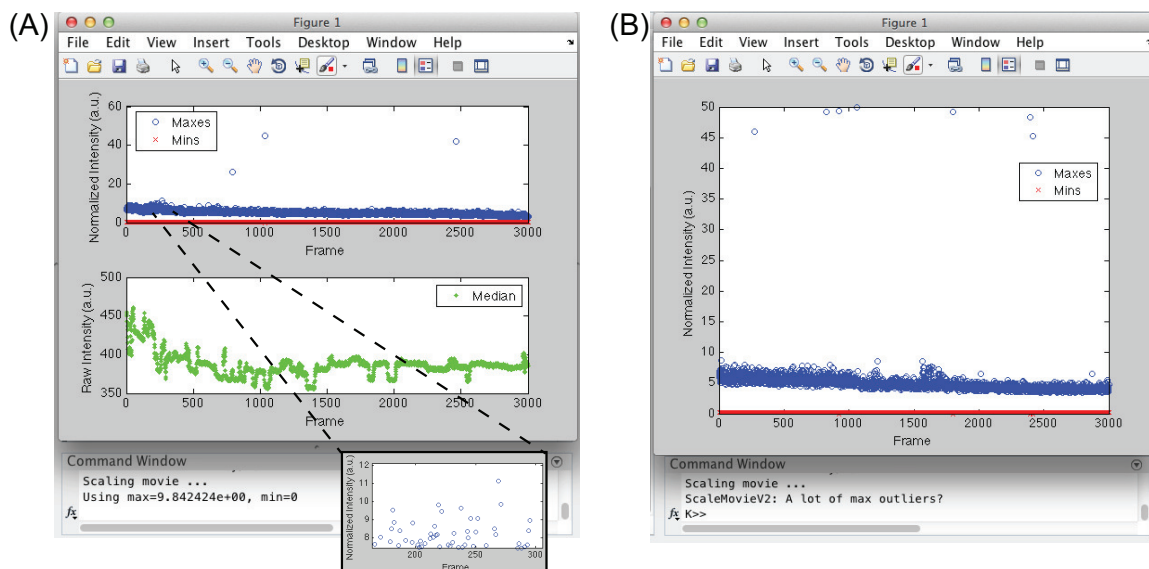 (A)
Figure 1
File Edit View Insert Tools Desktop Window Help
60
40
20
0
Normalized Intensity (a.u.)
Maxes
Mins
0 500 1000 1500 2000 2500 3000
Frame
500
450
400
350
Raw Intensity (a.u.)
Median
0 500 1000 1500 2000 2500 3000
Frame
Command Window
Scaling movie ...
Using max=9.842424e+00, min=0
fx
12
11
10
9
8
Normalized Intensity (a.u.)
200 250 300
Frame
(B)
Figure 1
File Edit View Insert Tools Desktop Window Help
50
45
40
35
30
25
20
15
10
5
0
Normalized Intensity (a.u.)
Maxes
Mins
0 500 1000 1500 2000 2500 3000
Frame
Command Window
Scaling movie ...
ScaleMovieV2: A lot of max outliers?
fx K>>